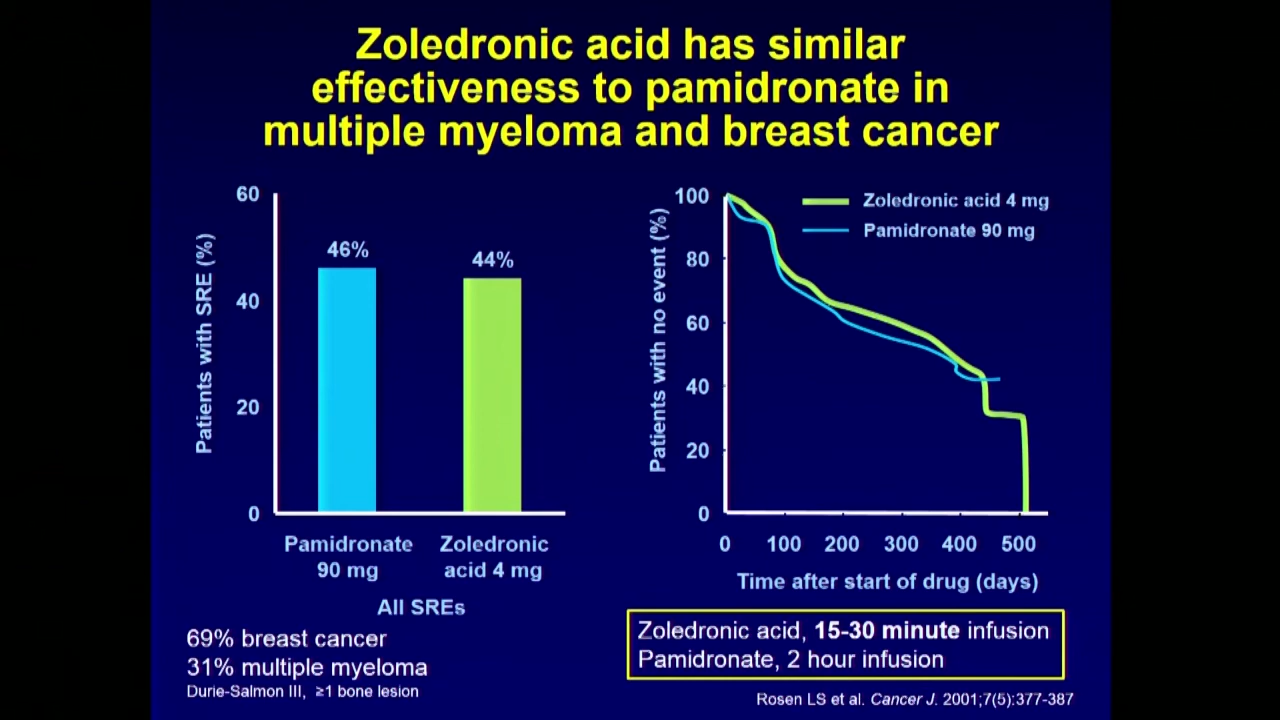 Zoledronic acid has similar
effectiveness to pamidronate in
multiple myeloma and breast cancer
60
40
20
0
Patients with SRE (%)
46%
44%
Pamidronate
90 mg
Zoledronic
acid 4 mg
All SREs
69% breast cancer
31% multiple myeloma
Durie-Salmon III, ≥1 bone lesion
100
80
60
40
20
0
Patients with no event (%)
Zoledronic acid 4 mg
Pamidronate 90 mg
0 100 200 300 400 500
Time after start of drug (days)
Zoledronic acid, 15-30 minute infusion
Pamidronate, 2 hour infusion
Rosen LS et al. Cancer J. 2001;7(5):377-387